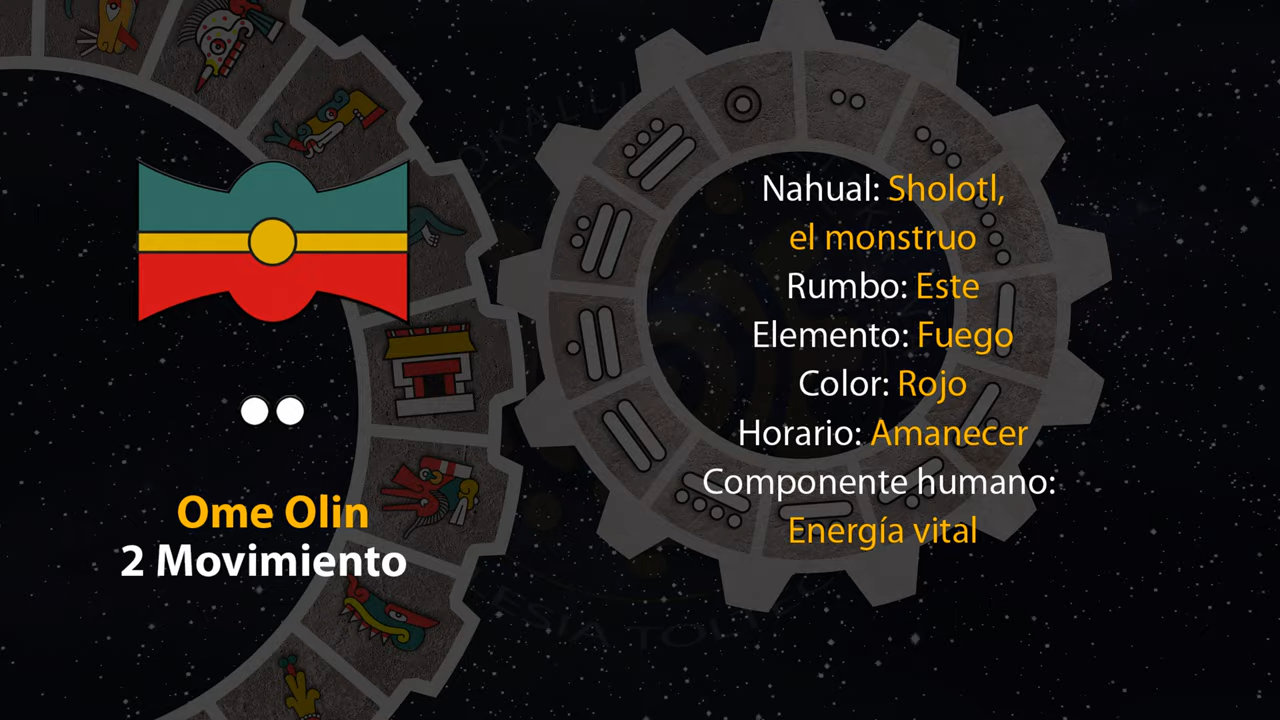 Ome Olin
2 Movimiento
Nahual: Sholotl,
el monstruo
Rumbo: Este
Elemento: Fuego
Color: Rojo
Horario: Amanecer
Componente humano:
Energía vital